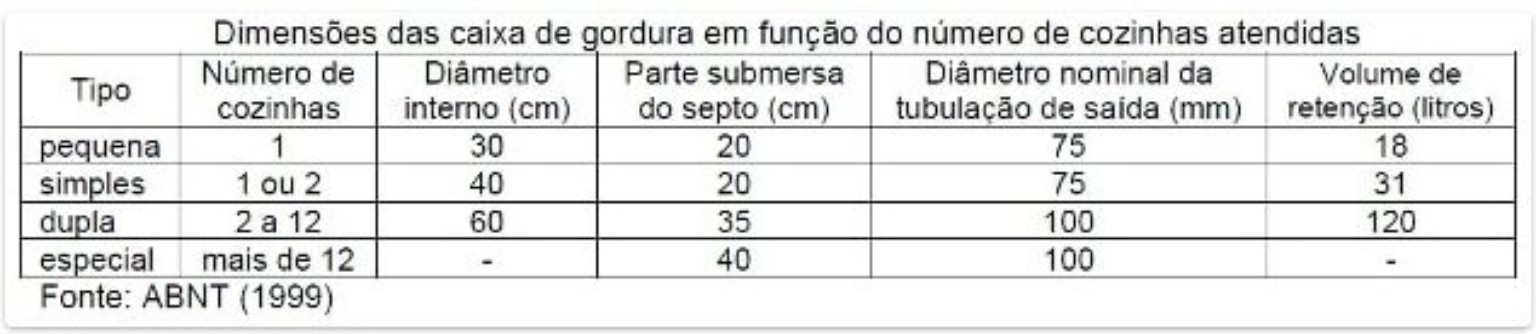 Dimensões das caixa de gordura em função do número de cozinhas atendidas
Tipo | Número de cozinhas | Diâmetro interno (cm) | Parte submersa do septo (cm) | Diâmetro nominal da tubulação de saída (mm) | Volume de retenção (litros)
pequena | 1 | 30 | 20 | 75 | 18
simples | 1 ou 2 | 40 | 20 | 75 | 31
dupla | 2 a 12 | 60 | 35 | 100 | 120
especial | mais de 12 | - | 40 | 100 | -
Fonte: ABNT (1999)